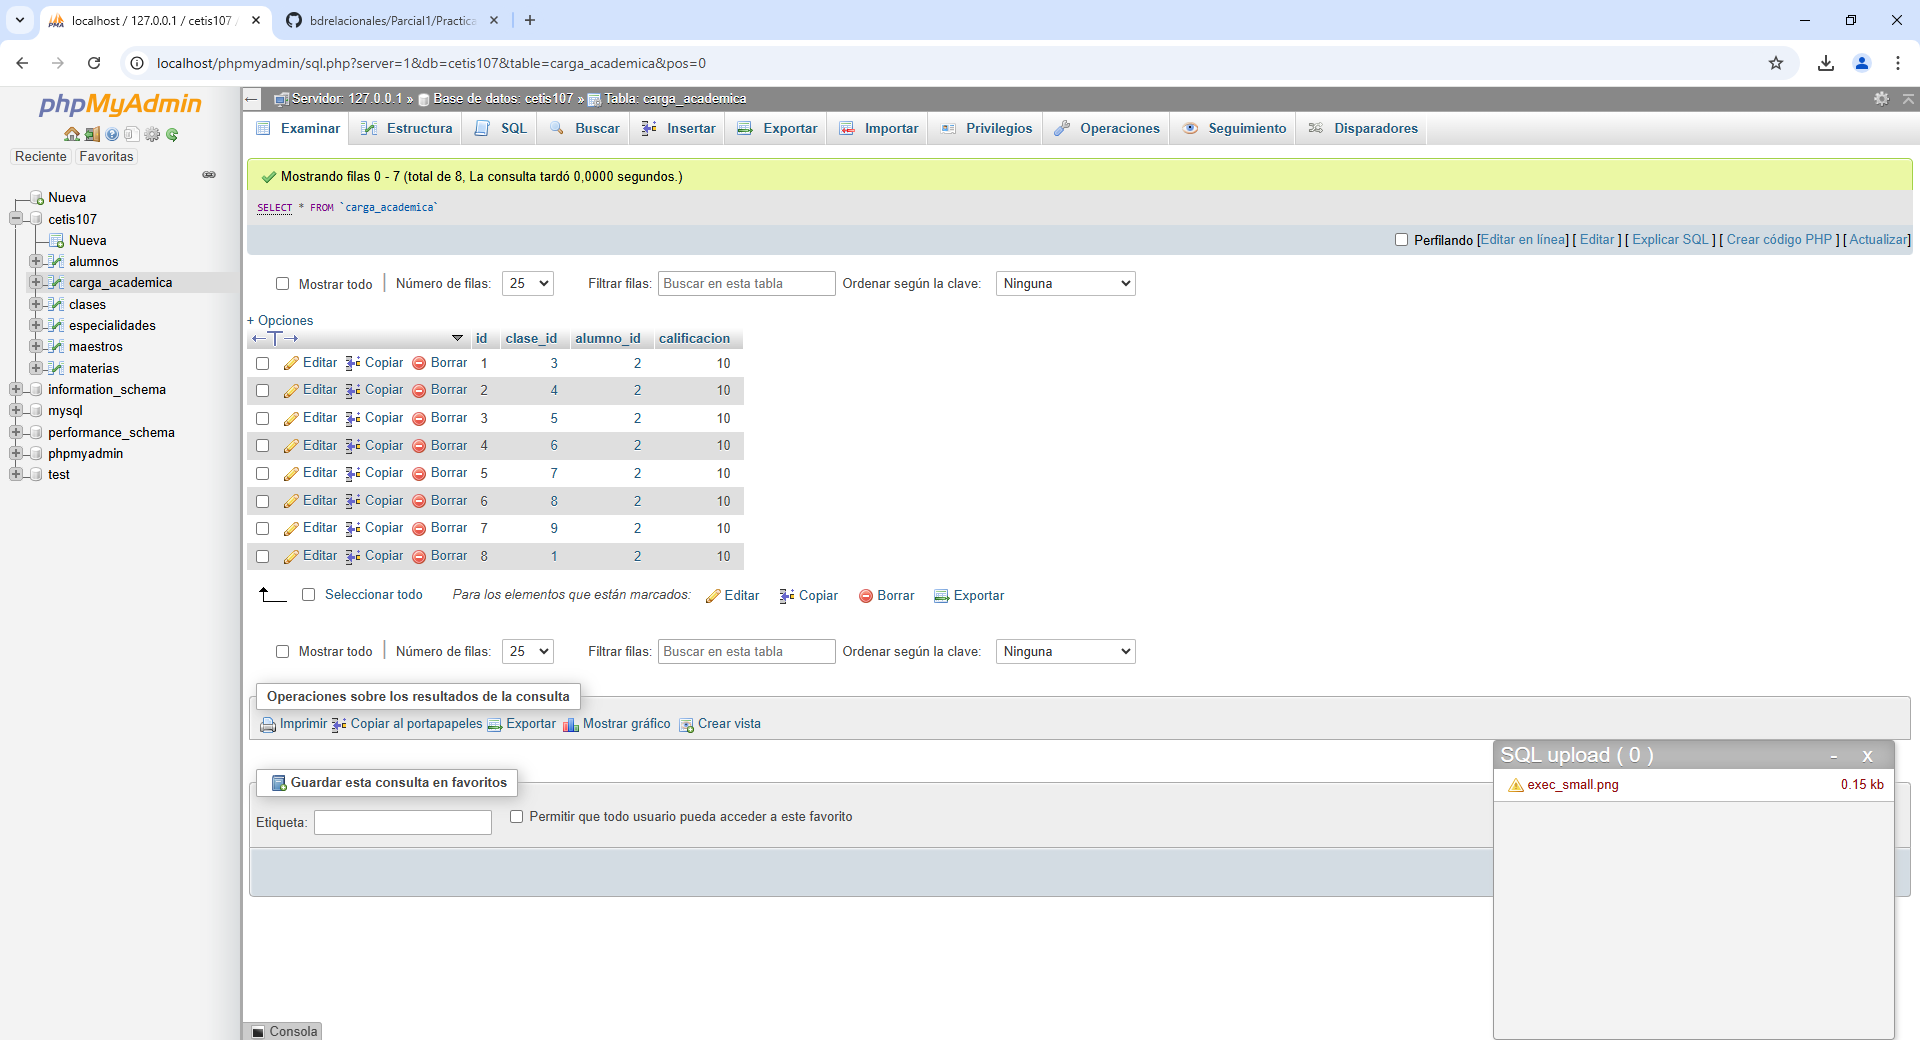 localhost / 127.0.0.1 / cetis107
bdrelacionales/Parcial1/Practica
localhost/phpmyadmin/sql.php?server=1&db=cetis107&table=carga_academica&pos=0
phpMyAdmin
Reciente Favoritas
Nueva
cetis107
Nueva
alumnos
carga_academica
clases
especialidades
maestros
materias
information_schema
mysql
performance_schema
phpmyadmin
test
Servidor: 127.0.0.1 » Base de datos: cetis107 » Tabla: carga_academica
Examinar Estructura SQL Buscar Insertar Exportar Importar Privilegios Operaciones Seguimiento Disparadores
Mostrando filas 0 - 7 (total de 8, La consulta tardó 0,0000 segundos.)
SELECT * FROM `carga_academica`
Perfilando [Editar en línea] [ Editar ] [ Explicar SQL ] [ Crear código PHP ] [ Actualizar]
Mostrar todo | Número de filas: 25 Filtrar filas: Buscar en esta tabla Ordenar según la clave: Ninguna
+ Opciones
←T→ id clase_id alumno_id calificacion
Editar Copiar Borrar 1 3 2 10
Editar Copiar Borrar 2 4 2 10
Editar Copiar Borrar 3 5 2 10
Editar Copiar Borrar 4 6 2 10
Editar Copiar Borrar 5 7 2 10
Editar Copiar Borrar 6 8 2 10
Editar Copiar Borrar 7 9 2 10
Editar Copiar Borrar 8 1 2 10
Seleccionar todo Para los elementos que están marcados: Editar Copiar Borrar Exportar
Mostrar todo | Número de filas: 25 Filtrar filas: Buscar en esta tabla Ordenar según la clave: Ninguna
Operaciones sobre los resultados de la consulta
Imprimir Copiar al portapapeles Exportar Mostrar gráfico Crear vista
Guardar esta consulta en favoritos
Etiqueta: Permitir que todo usuario pueda acceder a este favorito
SQL upload ( 0 ) - x
exec_small.png 0.15 kb
Consola